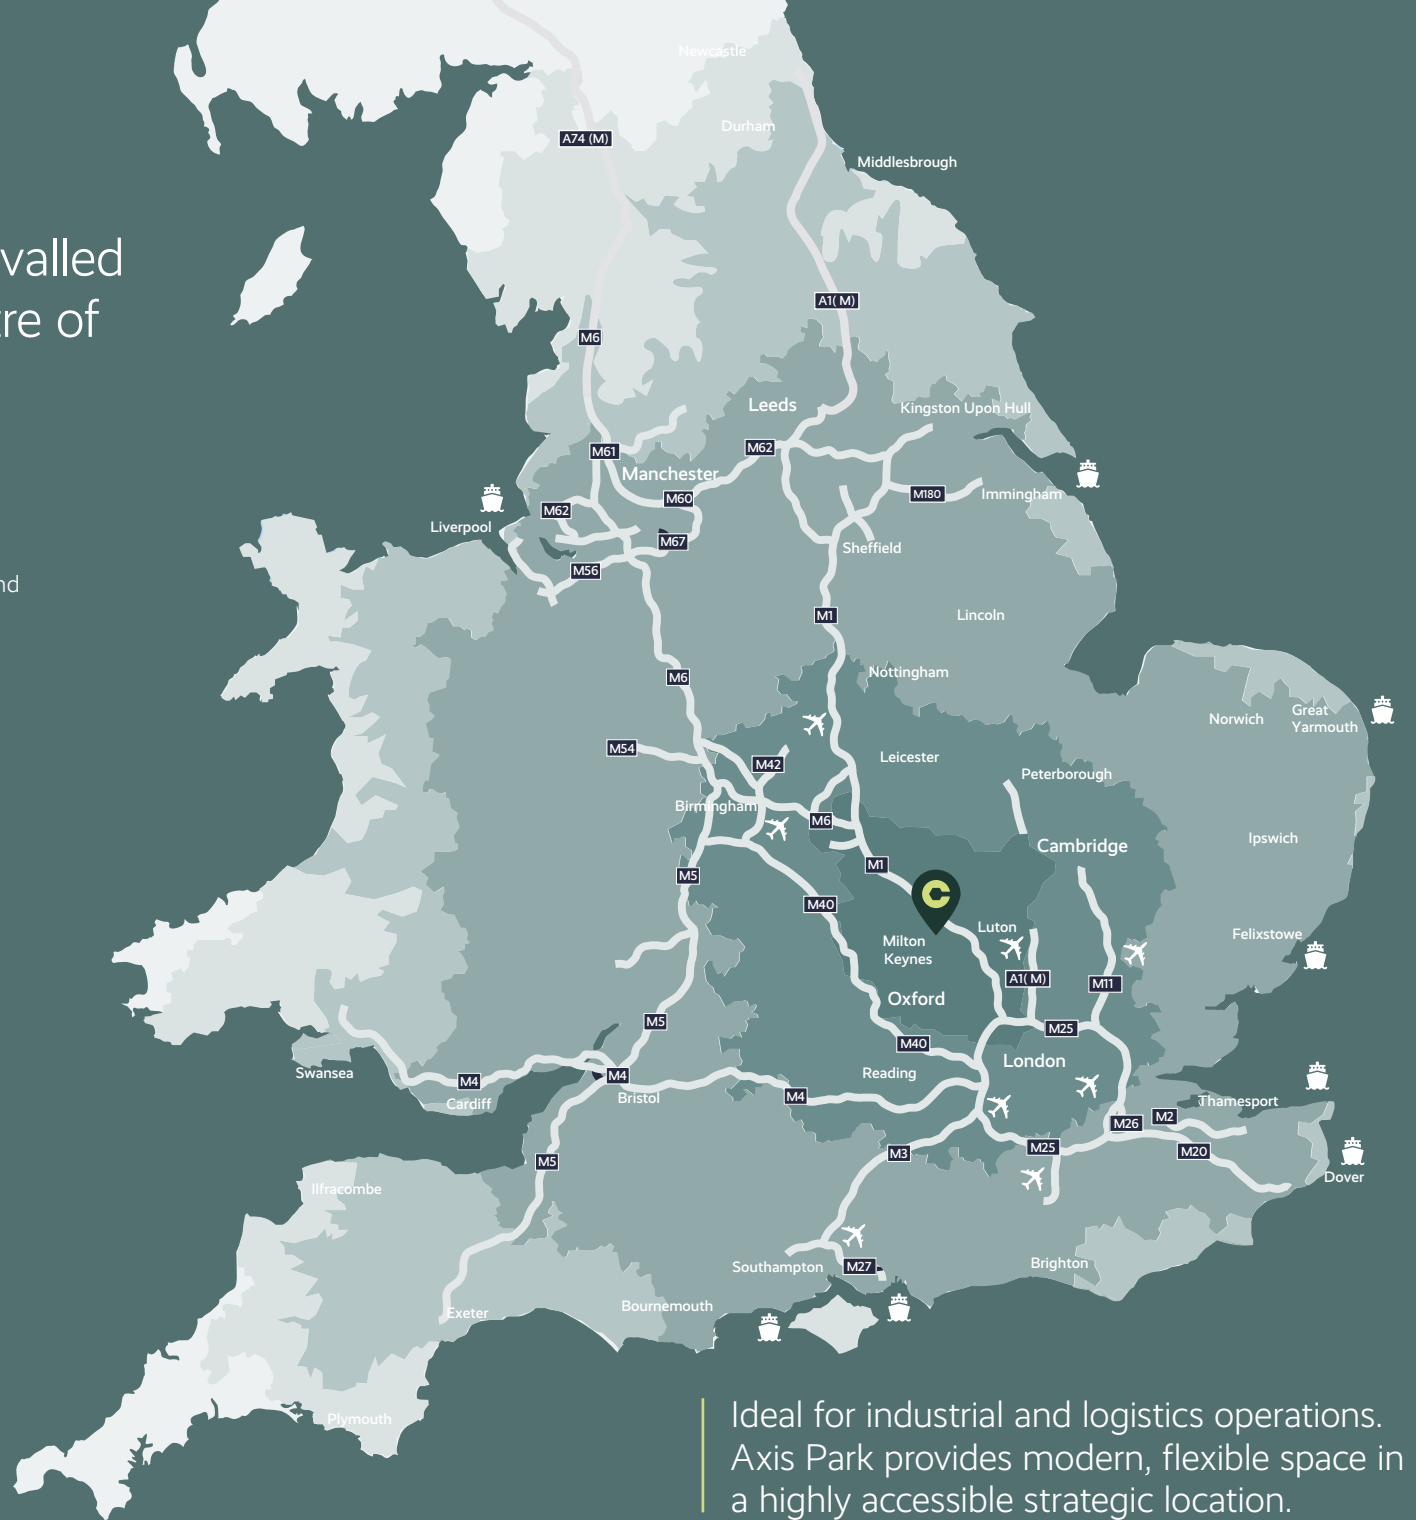 Newcastle
Durham
A74 (M)
Middlesbrough
valled
re of
A1( M)
M6
Leeds
Kingston Upon Hull
M61
M62
Manchester
M60
M180
Immingham
M62
Liverpool
M67
Sheffield
M56
nd
M1
Lincoln
Nottingham
M6
Norwich
Great
Yarmouth
M54
M42
Leicester
Peterborough
Birmingham
M6
Ipswich
Cambridge
M1
M5
M40
Luton
Felixstowe
Milton
Keynes
A1( M)
M11
Oxford
M5
M25
M40
London
Swansea
M4
M4
Reading
Bristol
M4
Cardiff
Thamesport
M2
M26
M25
M3
M20
M5
Dover
Ilfracombe
Southampton
M27
Brighton
Exeter
Bournemouth
Plymouth
Ideal for industrial and logistics operations.
Axis Park provides modern, flexible space in
a highly accessible strategic location.